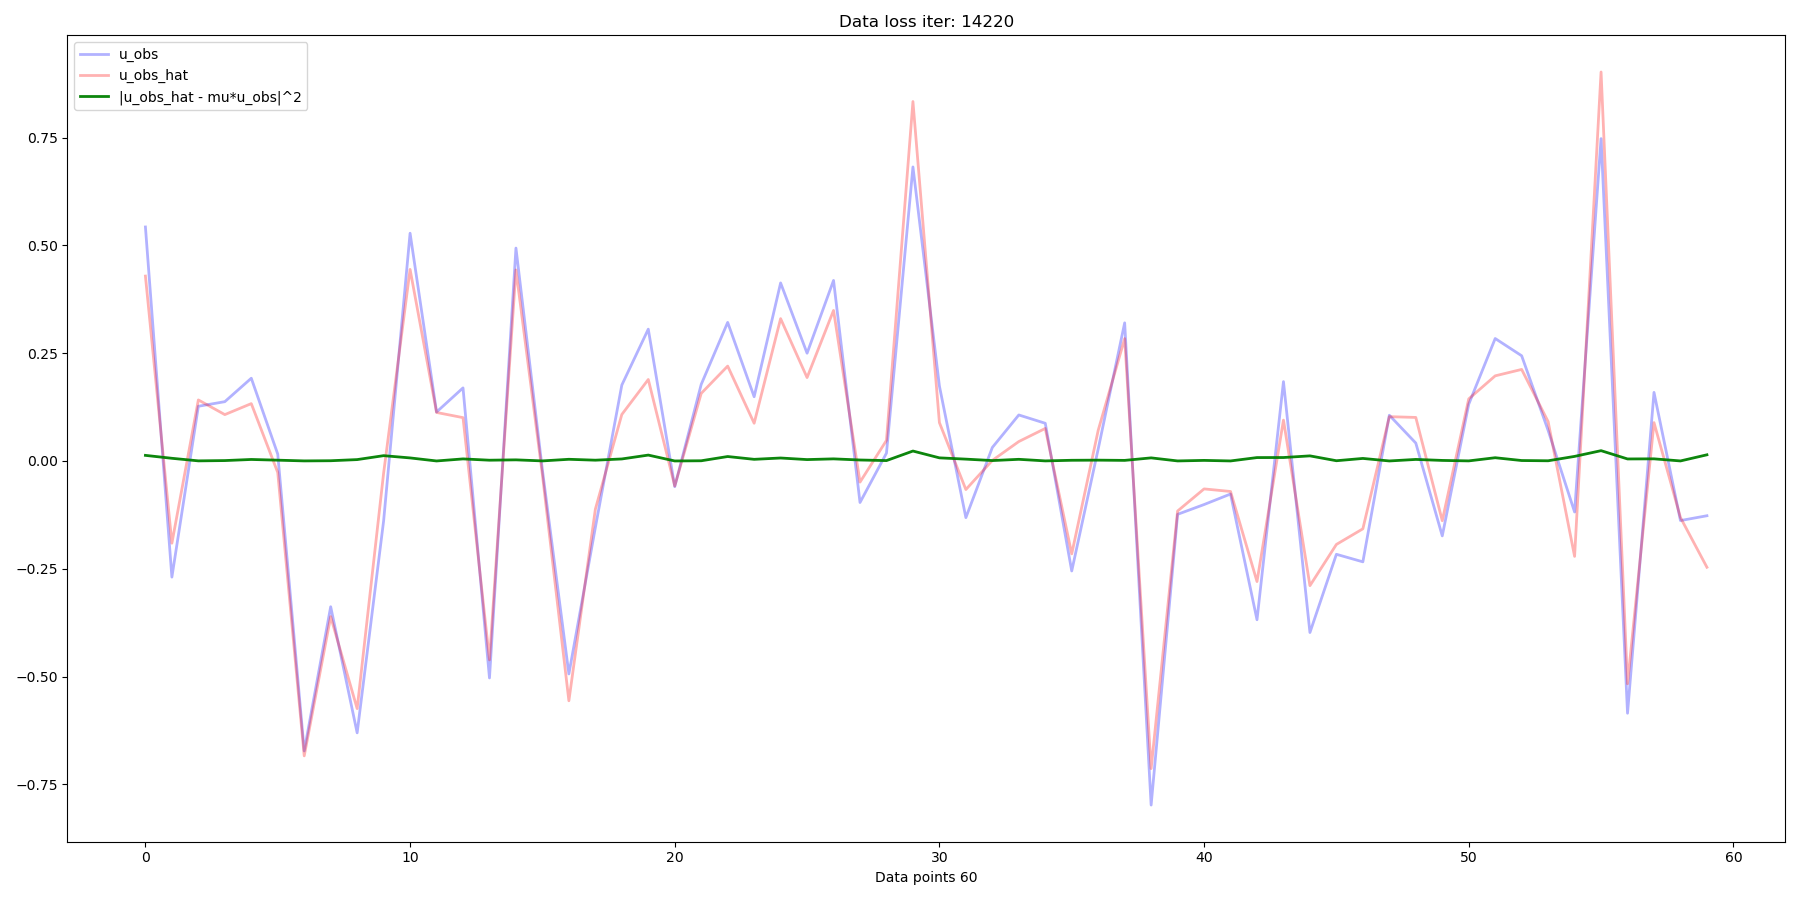 Data loss iter: 14220
u_obs
u_obs_hat
|u_obs_hat - mu*u_obs|^2
0.75
0.50
0.25
0.00
−0.25
−0.50
−0.75
0 10 20 30 40 50 60
Data points 60